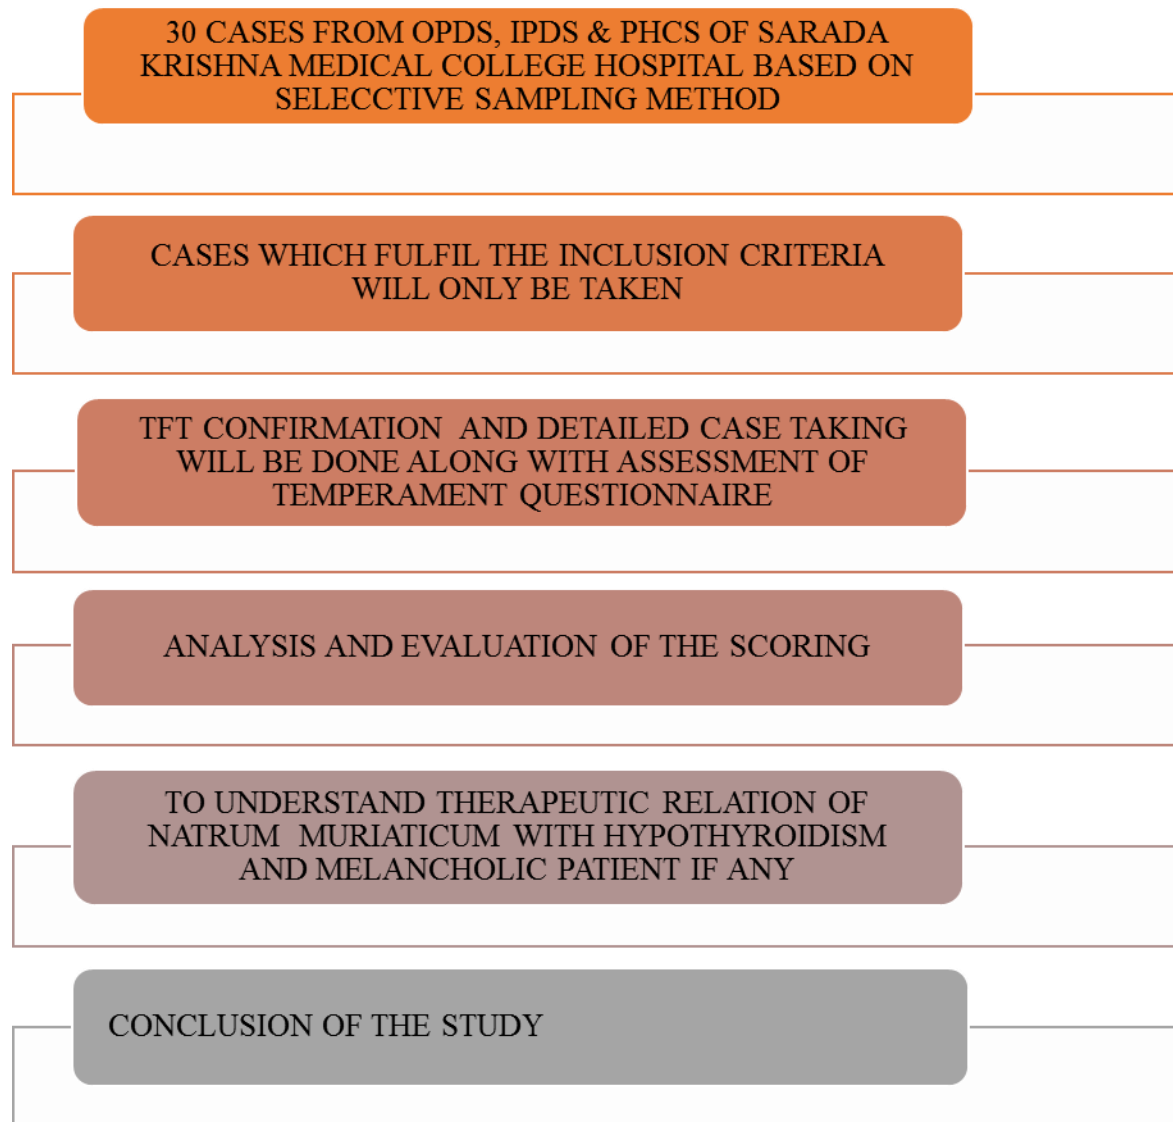 30 CASES FROM OPDS, IPDS & PHCS OF SARADA
KRISHNA MEDICAL COLLEGE HOSPITAL BASED ON
SELECCTIVE SAMPLING METHOD
CASES WHICH FULFIL THE INCLUSION CRITERIA
WILL ONLY BE TAKEN
TFT CONFIRMATION AND DETAILED CASE TAKING
WILL BE DONE ALONG WITH ASSESSMENT OF
TEMPERAMENT QUESTIONNAIRE
ANALYSIS AND EVALUATION OF THE SCORING
TO UNDERSTAND THERAPEUTIC RELATION OF
NATRUM MURIATICUM WITH HYPOTHYROIDISM
AND MELANCHOLIC PATIENT IF ANY
CONCLUSION OF THE STUDY